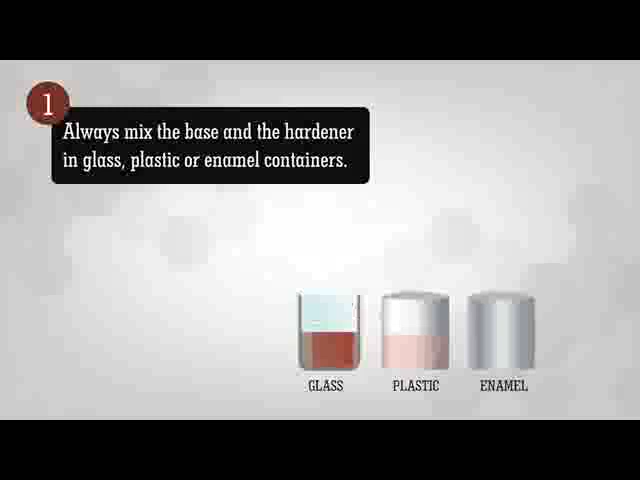 1
Always mix the base and the hardener
in glass, plastic or enamel containers.
GLASS PLASTIC ENAMEL